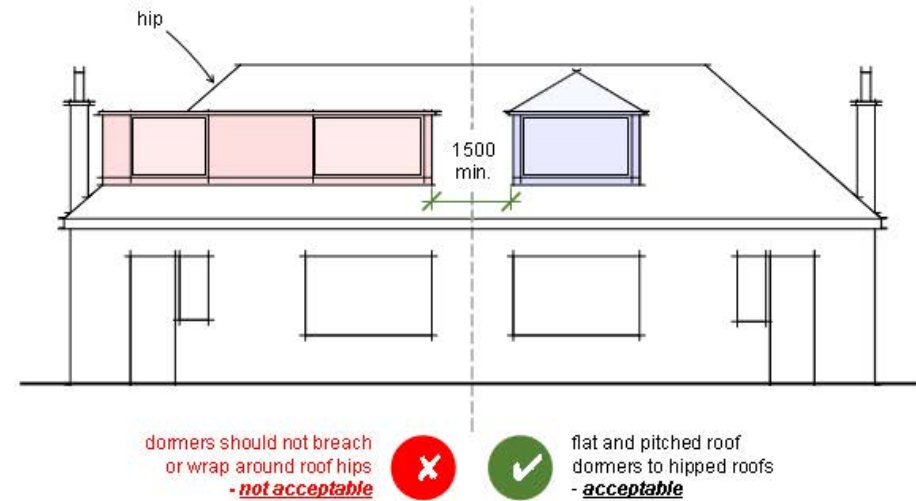 hip
1500
min.
dormers should not breach
or wrap around roof hips
- not acceptable
flat and pitched roof
dormers to hipped roofs
- acceptable